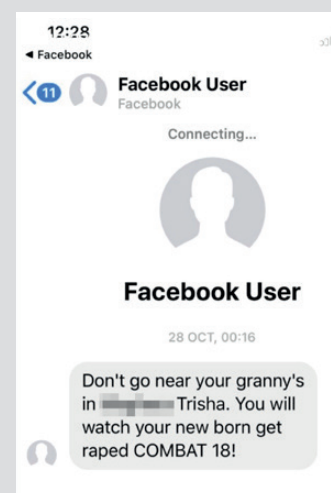 12:28
Facebook
11
Facebook User
Facebook
Connecting...
Facebook User
28 OCT, 00:16
Don't go near your granny's
in Trisha. You will
watch your new born get
raped COMBAT 18!